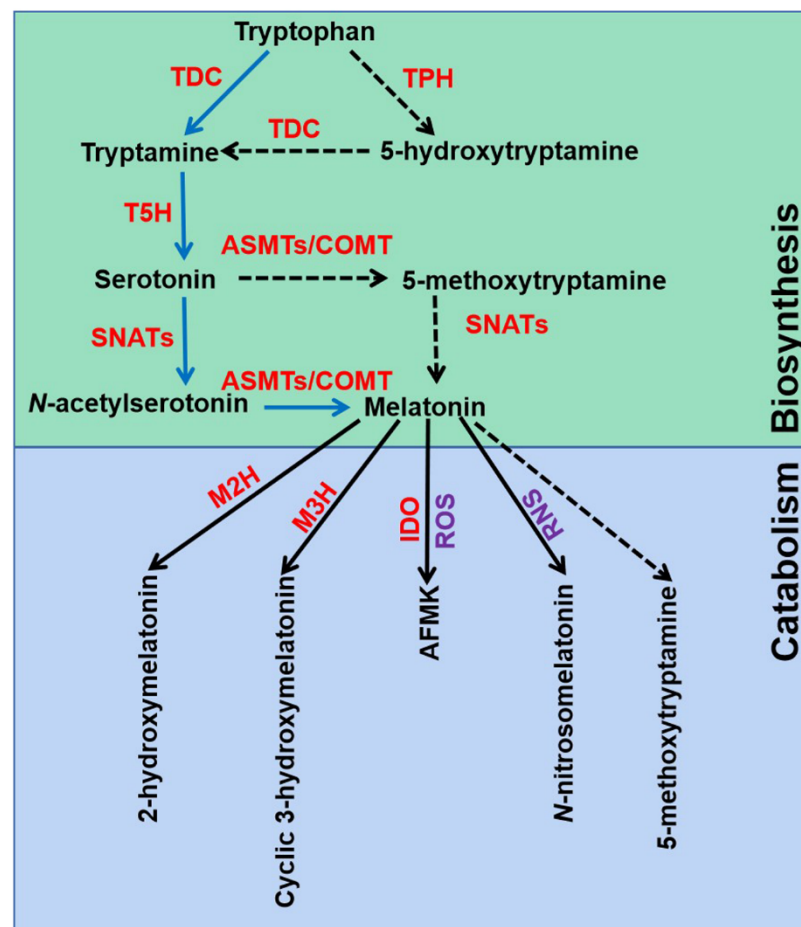 Tryptophan
TDC
TPH
TDC
Tryptamine
5-hydroxytryptamine
T5H
ASMTs/COMT
Serotonin
5-methoxytryptamine
SNATs
SNATs
ASMTs/COMT
N-acetylserotonin
Melatonin
Biosynthesis
M2H
M3H
IDO
ROS
RNS
2-hydroxymelatonin
Cyclic 3-hydroxymelatonin
AFMK
N-nitrosomelatonin
5-methoxytryptamine
Catabolism